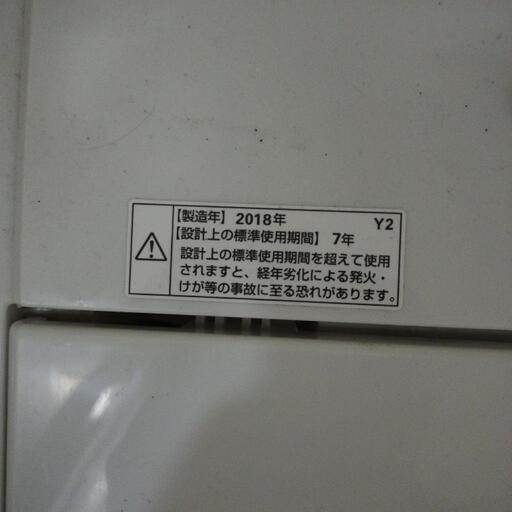 【製造年】 2018年 Y2
【設計上の標準使用期間】 7年
設計上の標準使用期間を超えて使用
されますと、経年劣化による発火・
けが等の事故に至る恐れがあります。